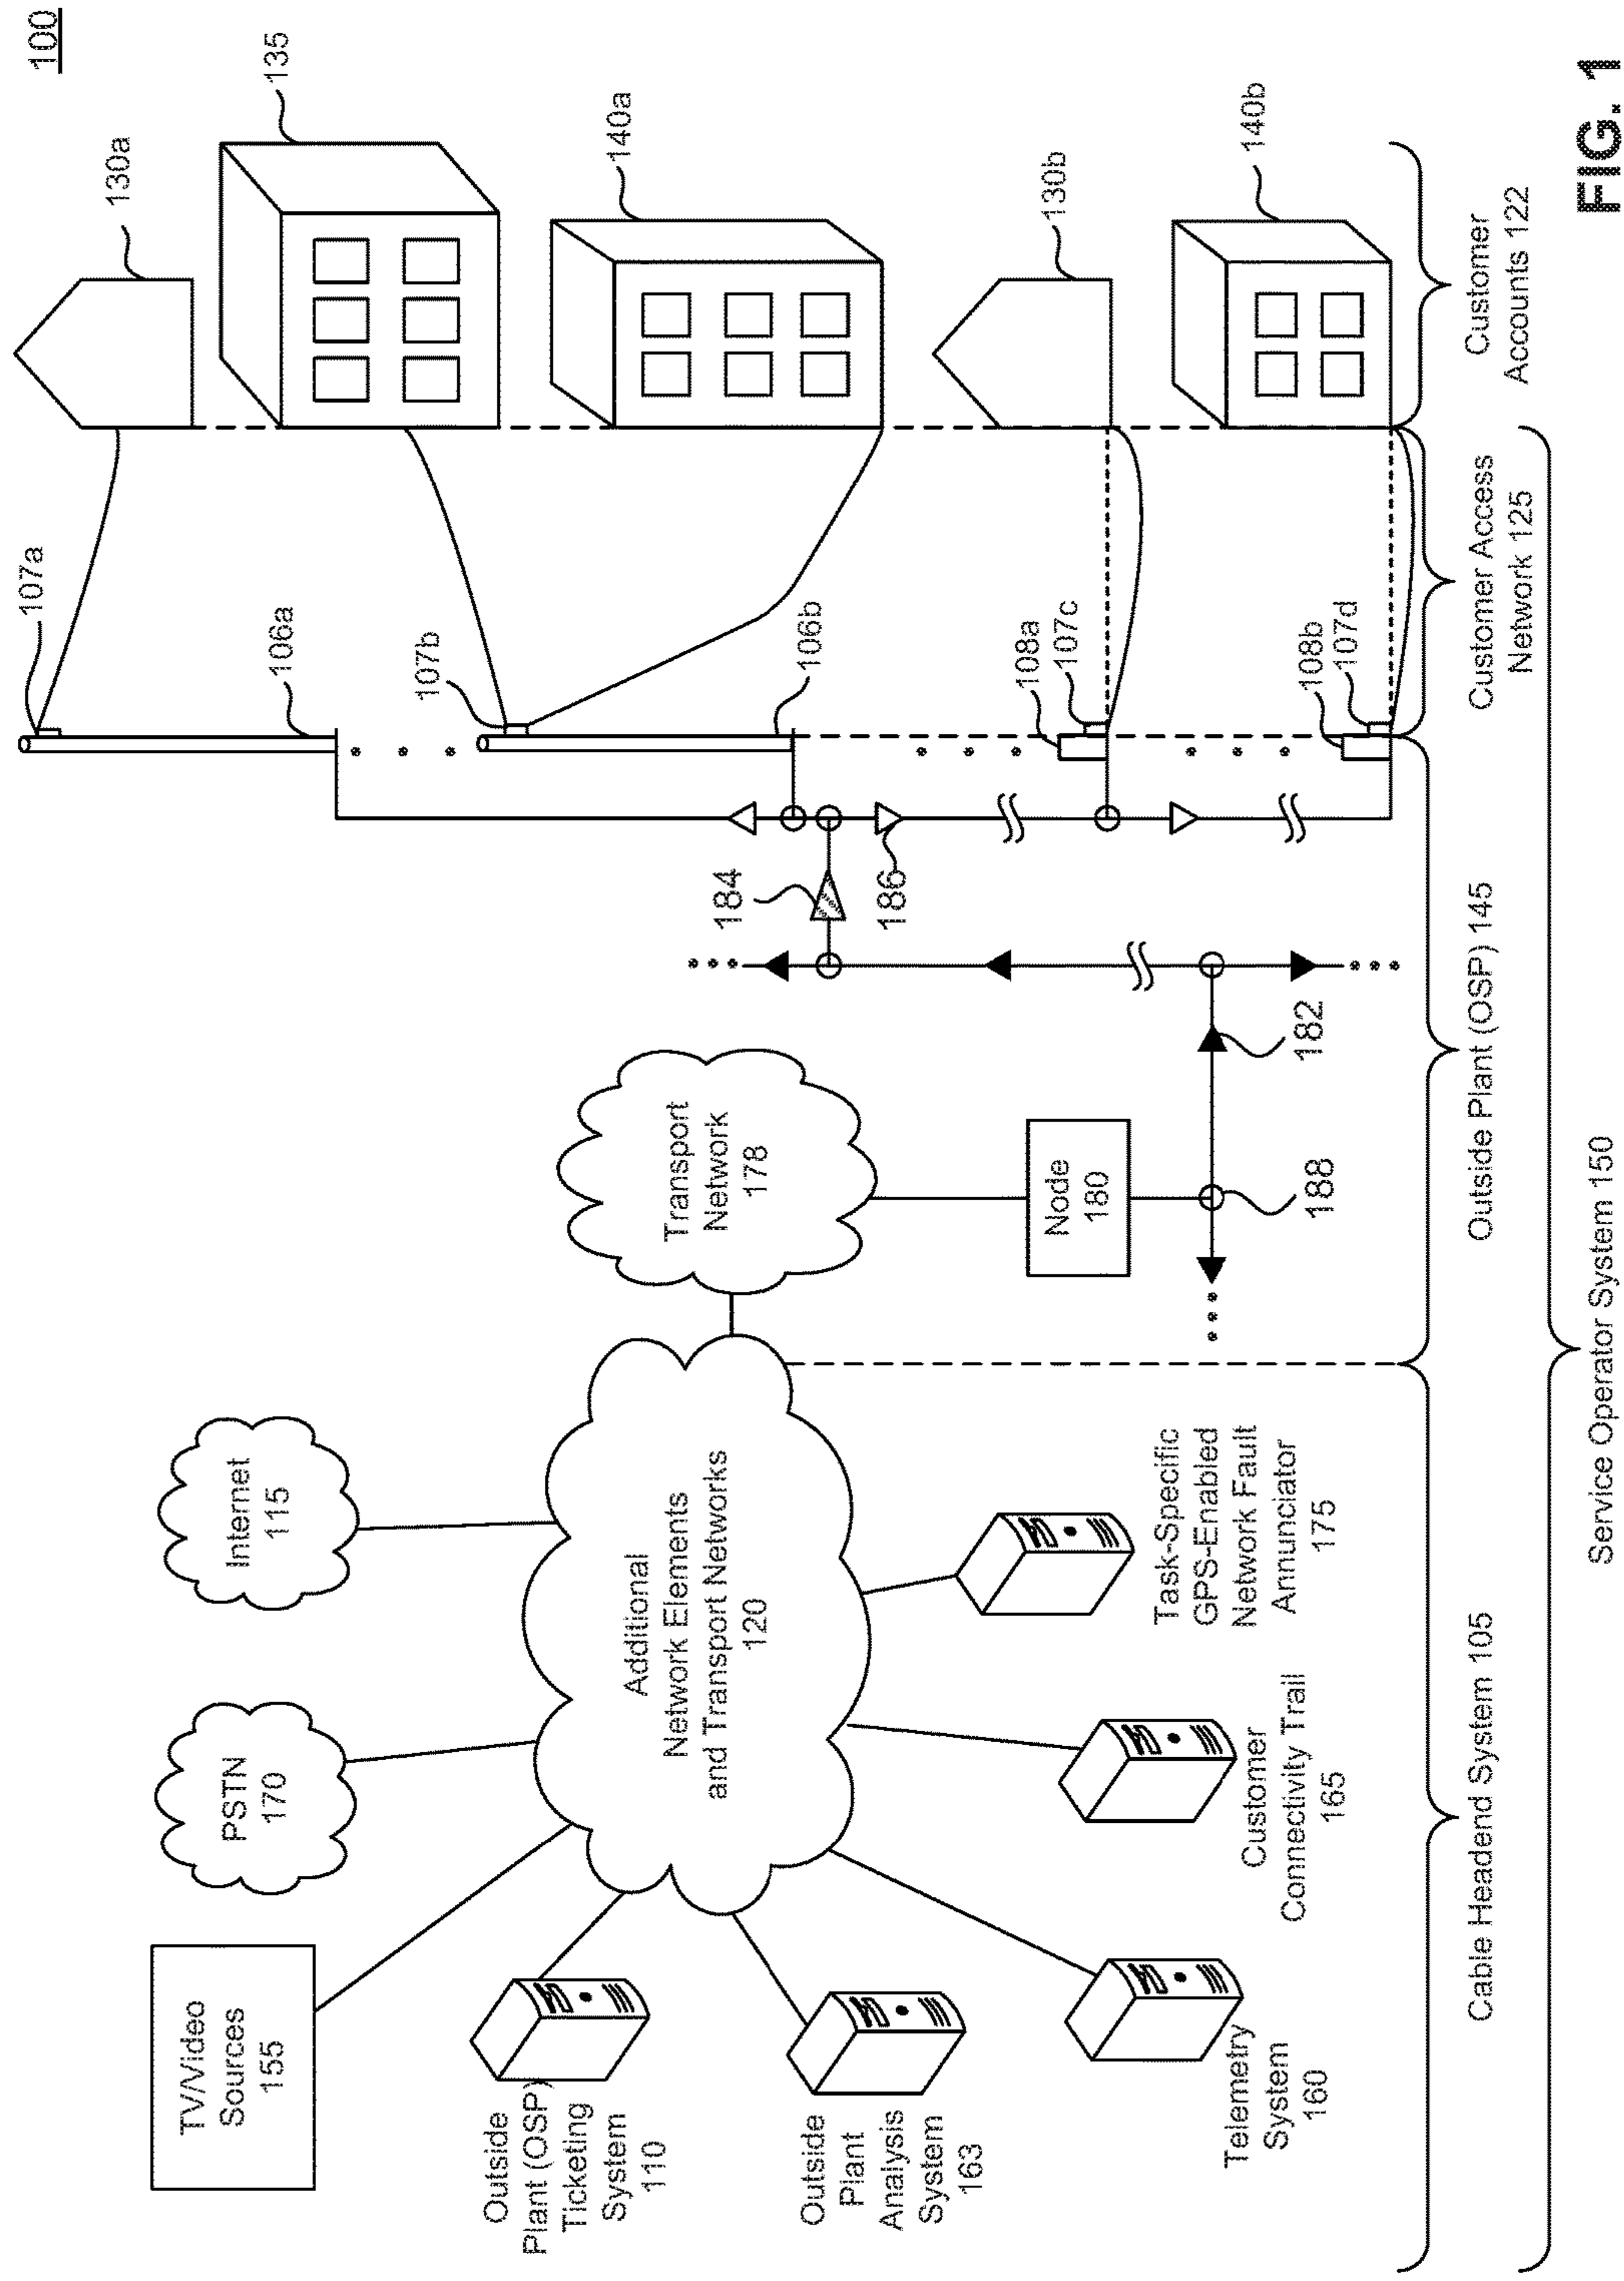 100
TV/Video
Sources
155
PSTN
170
Internet
115
Outside
Plant (OSP)
Ticketing
System
110
Additional
Network Elements
and Transport Networks
120
Transport
Network
178
Outside
Plant
Analysis
System
163
Telemetry
System
160
Customer
Connectivity Trail
165
Task-Specific
GPS-Enabled
Network Fault
Annunciator
175
Node
180
188
182
184
186
107a
106a
107b
106b
108a
107c
108b
107d
130a
135
140a
130b
140b
Cable Headend System 105
Outside Plant (OSP) 145
Customer Access
Network 125
Customer
Accounts 122
Service Operator System 150
FIG. 1